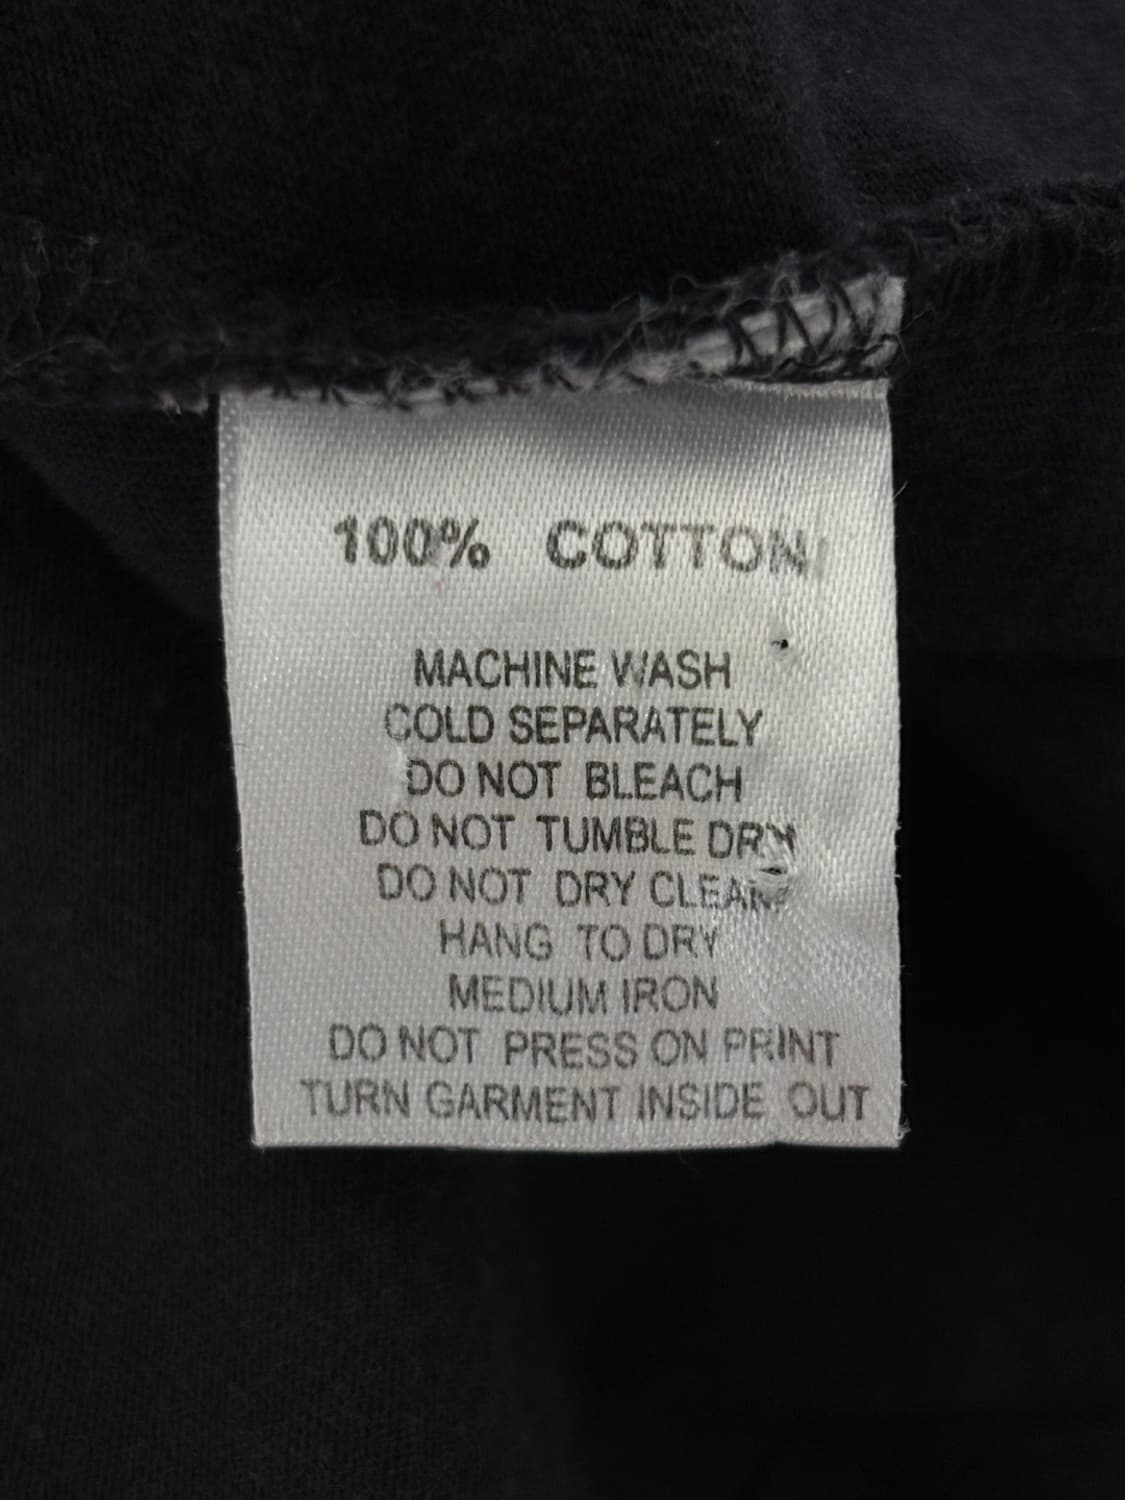 100% COTTON
MACHINE WASH
COLD SEPARATELY
DO NOT BLEACH
DO NOT TUMBLE DRY
DO NOT DRY CLEAN
HANG TO DRY
MEDIUM IRON
DO NOT PRESS ON PRINT
TURN GARMENT INSIDE OUT